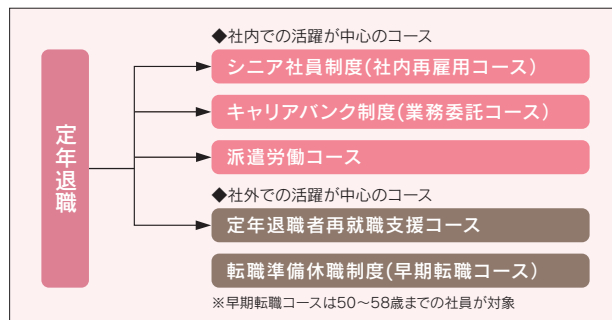 定年退職
◆社内での活躍が中心のコース
シニア社員制度(社内再雇用コース)
キャリアバンク制度(業務委託コース)
派遣労働コース
◆社外での活躍が中心のコース
定年退職者再就職支援コース
転職準備休職制度(早期転職コース)
※早期転職コースは50〜58歳までの社員が対象